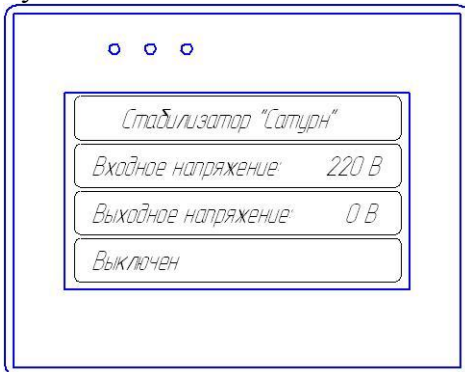 Стабилизатор "Сатурн"
Входное напряжение: 220 В
Выходное напряжение: 0 В
Выключен